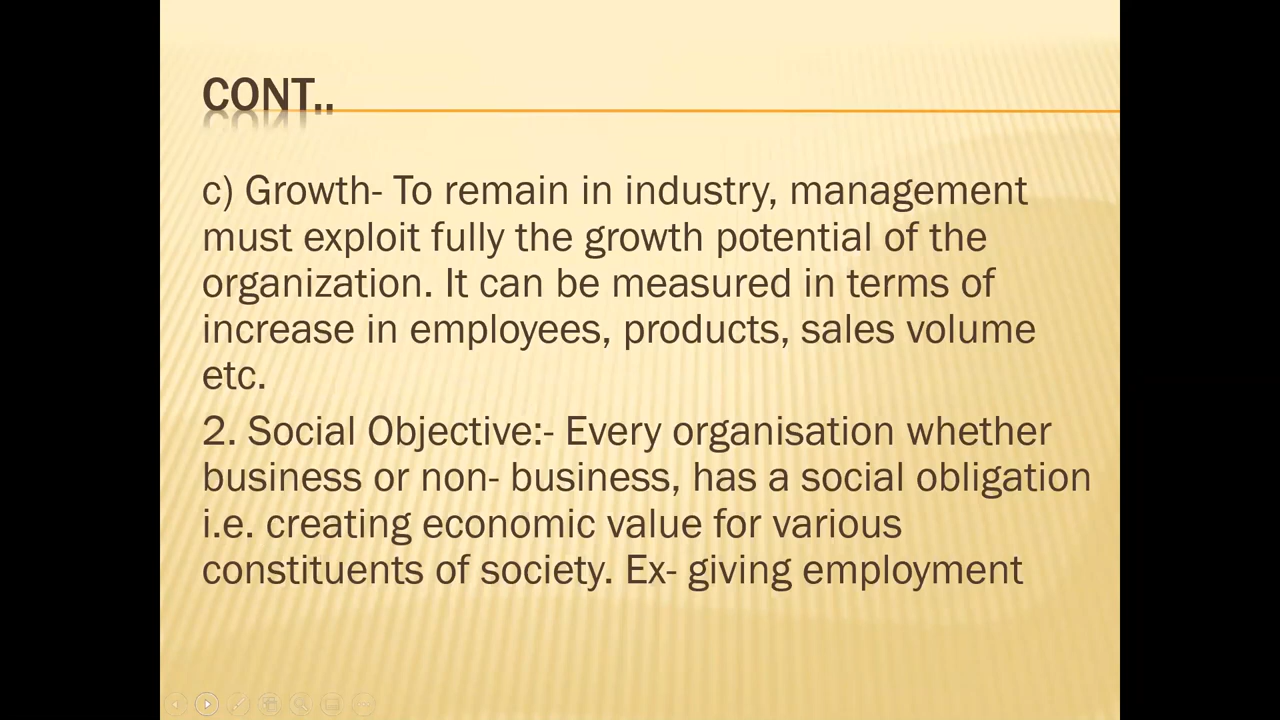 CONT..
c) Growth- To remain in industry, management
must exploit fully the growth potential of the
organization. It can be measured in terms of
increase in employees, products, sales volume
etc.
2. Social Objective:- Every organisation whether
business or non- business, has a social obligation
i.e. creating economic value for various
constituents of society. Ex- giving employment